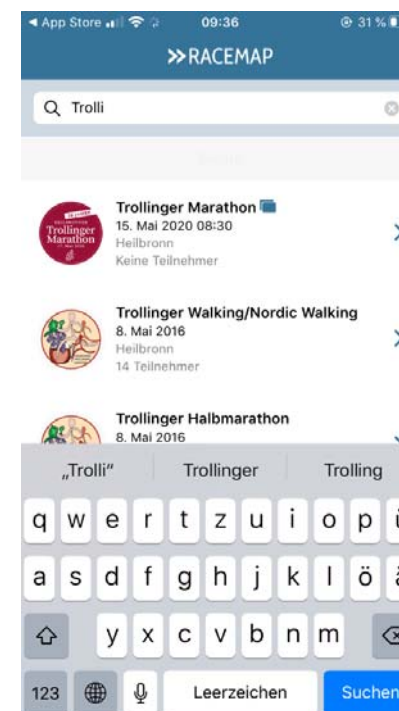 ◄ App Store 09:36 31 %
>>RACEMAP
Trolli
Trollinger Marathon
15. Mai 2020 08:30
Heilbronn
Keine Teilnehmer
Trollinger
Marathon
Trollinger Walking/Nordic Walking
8. Mai 2016
Heilbronn
14 Teilnehmer
Trollinger Halbmarathon
8. Mai 2016
„Trolli“ Trollinger Trolling
q w e r t z u i o p ü
a s d f g h j k l ö ä
y x c v b n m
123 Leerzeichen Suchen